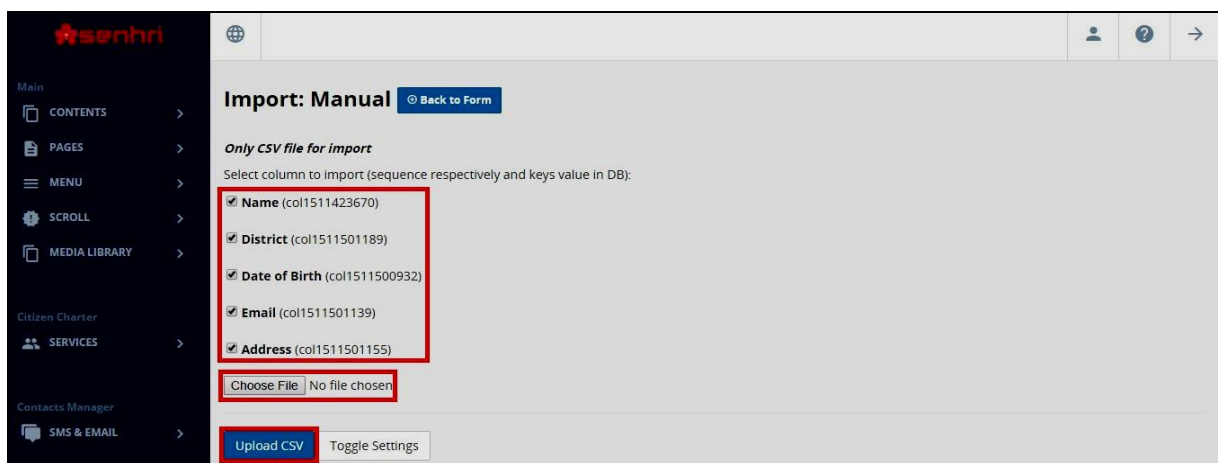 senhri
Main
CONTENTS
PAGES
MENU
SCROLL
MEDIA LIBRARY
Citizen Charter
SERVICES
Contacts Manager
SMS & EMAIL
Import: Manual Back to Form
Only CSV file for import
Select column to import (sequence respectively and keys value in DB):
Name (col1511423670)
District (col1511501189)
Date of Birth (col1511500932)
Email (col1511501139)
Address (col1511501155)
Choose File No file chosen
Upload CSV Toggle Settings